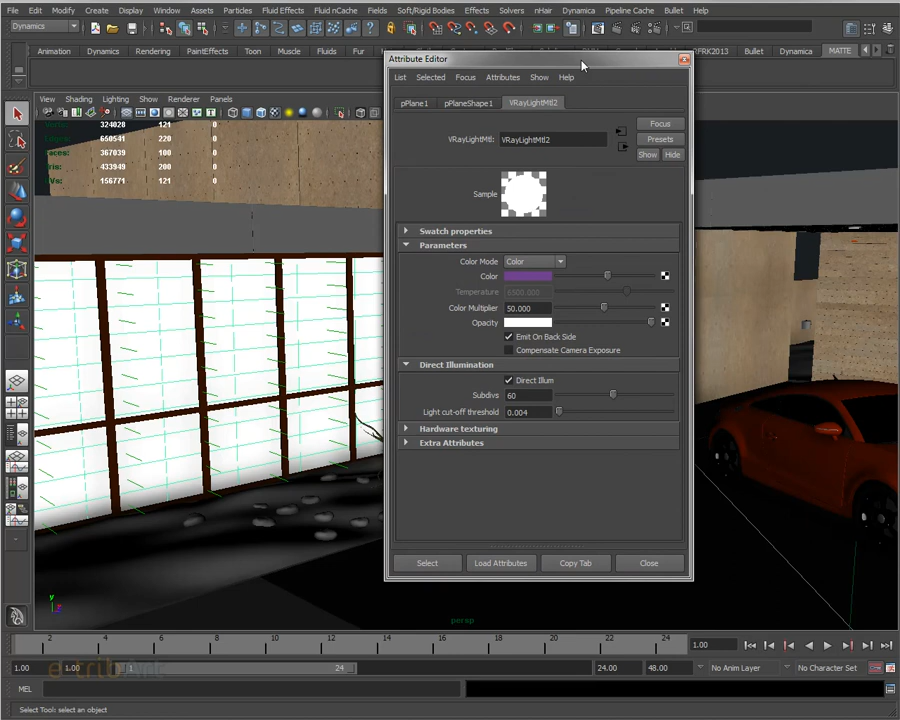 File Edit Modify Create Display Window Assets Particles Fluid Effects Fluid nCache Fields Soft/Rigid Bodies Effects Solvers nHair Dynamica Pipeline Cache Bullet Help
Dynamics
Animation Dynamics Rendering PaintEffects Toon Muscle Fluids Fur RFRK2013 Bullet Dynamica MATTE
Attribute Editor
List Selected Focus Attributes Show Help
View Shading Lighting Show Renderer Panels
pPlane1 pPlaneShape1 VRayLightMtl2
324028 121 0
650541 220 0
367039 100 0
Tris: 433949 200 0
UVs: 156771 121 0
Focus
VRayLightMtl: VRayLightMtl2
Presets
Show Hide
Sample
Swatch properties
Parameters
Color Mode Color
Color
Temperature 6500.000
Color Multiplier 50.000
Opacity
Emit On Back Side
Compensate Camera Exposure
Direct Illumination
Direct Illum
Subdivs 60
Light cut-off threshold 0.004
Hardware texturing
Extra Attributes
Select Load Attributes Copy Tab Close
y
x
persp
2 4 6 8 10 12 14 16 18 20 22 24 1.00
1.00 1.00 1 24 24.00 48.00 No Anim Layer No Character Set
e-tribArt
MEL
Select Tool: select an object